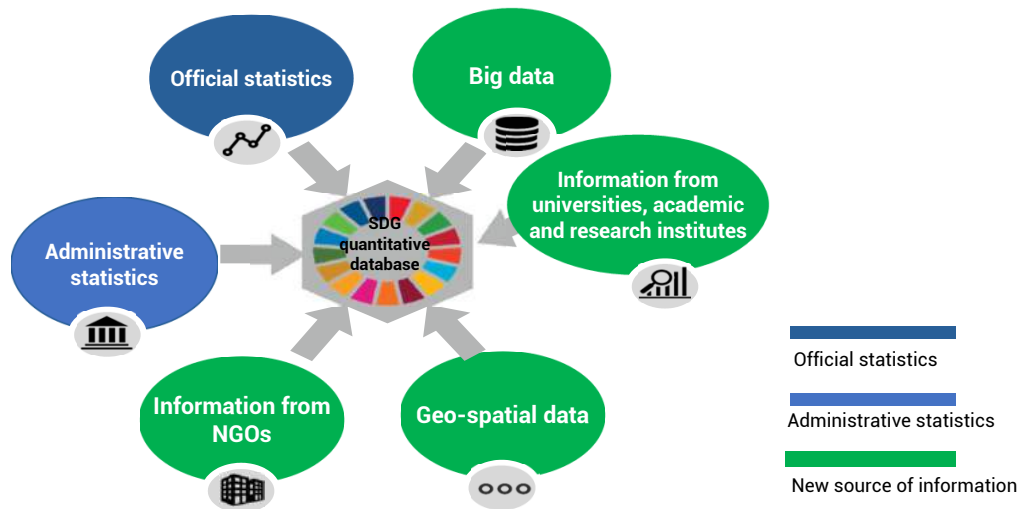 Official statistics
Big data
Information from
universities, academic
and research institutes
SDG
quantitative
database
Administrative
statistics
Information from
NGOs
Geo-spatial data
Official statistics
Administrative statistics
New source of information